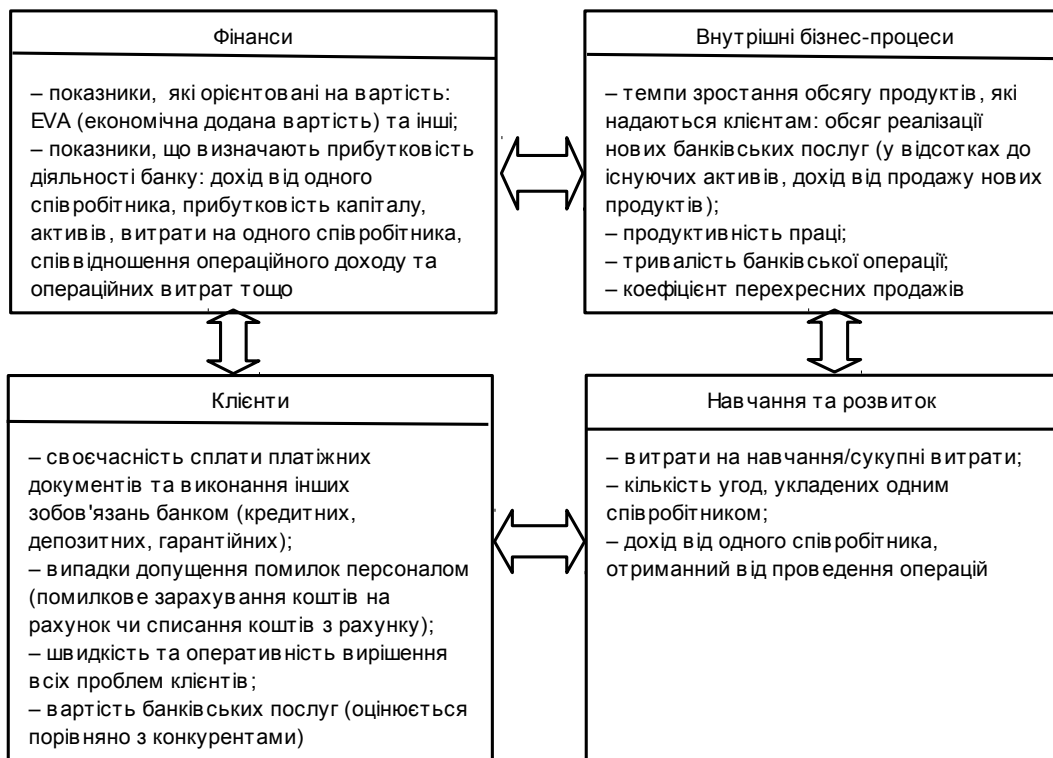 Фінанси
– показники, які орієнтовані на вартість:
EVA (економічна додана вартість) та інші;
– показники, що визначають прибутковість
діяльності банку: дохід від одного
співробітника, прибутковість капіталу,
активів, витрати на одного співробітника,
співвідношення операційного доходу та
операційних витрат тощо
Внутрішні бізнес-процеси
– темпи зростання обсягу продуктів, які
надаються клієнтам: обсяг реалізації
нових банківських послуг (у відсотках до
існуючих активів, дохід від продажу нових
продуктів);
– продуктивність праці;
– тривалість банківської операції;
– коефіцієнт перехресних продажів
Клієнти
– своєчасність сплати платіжних
документів та виконання інших
зобов'язань банком (кредитних,
депозитних, гарантійних);
– випадки допущення помилок персоналом
(помилкове зарахування коштів на
рахунок чи списання коштів з рахунку);
– швидкість та оперативність вирішення
всіх проблем клієнтів;
– вартість банківських послуг (оцінюється
порівняно з конкурентами)
Навчання та розвиток
– витрати на навчання/сукупні витрати;
– кількість угод, укладених одним
співробітником;
– дохід від одного співробітника,
отриманний від проведення операцій